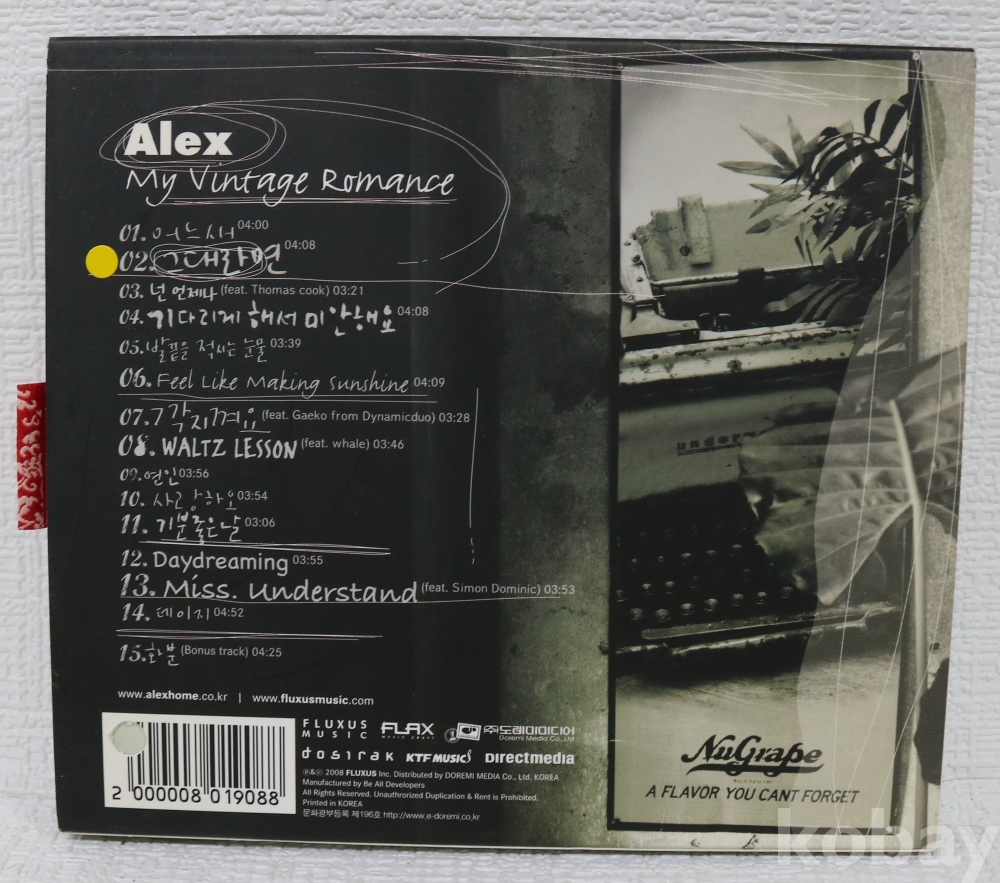 Alex
My Vintage Romance
01. 어느새 04:00
02. 그대라면 04:08
03. 넌 언제나 (feat. Thomas cook) 03:21
04. 기다리게 해서 미안해요 04:08
05. 발끝을 적시는 눈물 03:39
06. Feel Like Making Sunshine 04:09
07. 같이가요 (feat. Gaeko from Dynamicduo) 03:28
08. WALTZ LESSON (feat. whale) 03:46
09. 연인 03:56
10. 사랑하오 03:54
11. 기분좋은날 03:06
12. Daydreaming 03:55
13. Miss. Understand (feat. Simon Dominic) 03:53
14. 데이지 04:52
15. 화분 (Bonus track) 04:25
www.alexhome.co.kr | www.fluxusmusic.com
FLUXUS MUSIC FLAX (주)도레미미디어 Doremi Media Co., Ltd.
dosirak KTF MUSIC Directmedia
℗&© 2008 FLUXUS Inc. Distributed by DOREMI MEDIA Co., Ltd. KOREA
Manufactured by Be All Developers
All Rights Reserved. Unauthrorized Duplication & Rent is Prohibited.
Printed in KOREA
문화광부등록 제196호 http://www.e-doremi.co.kr
2 000008 019088
under
NuGrape
A FLAVOR YOU CANT FORGET
kobay